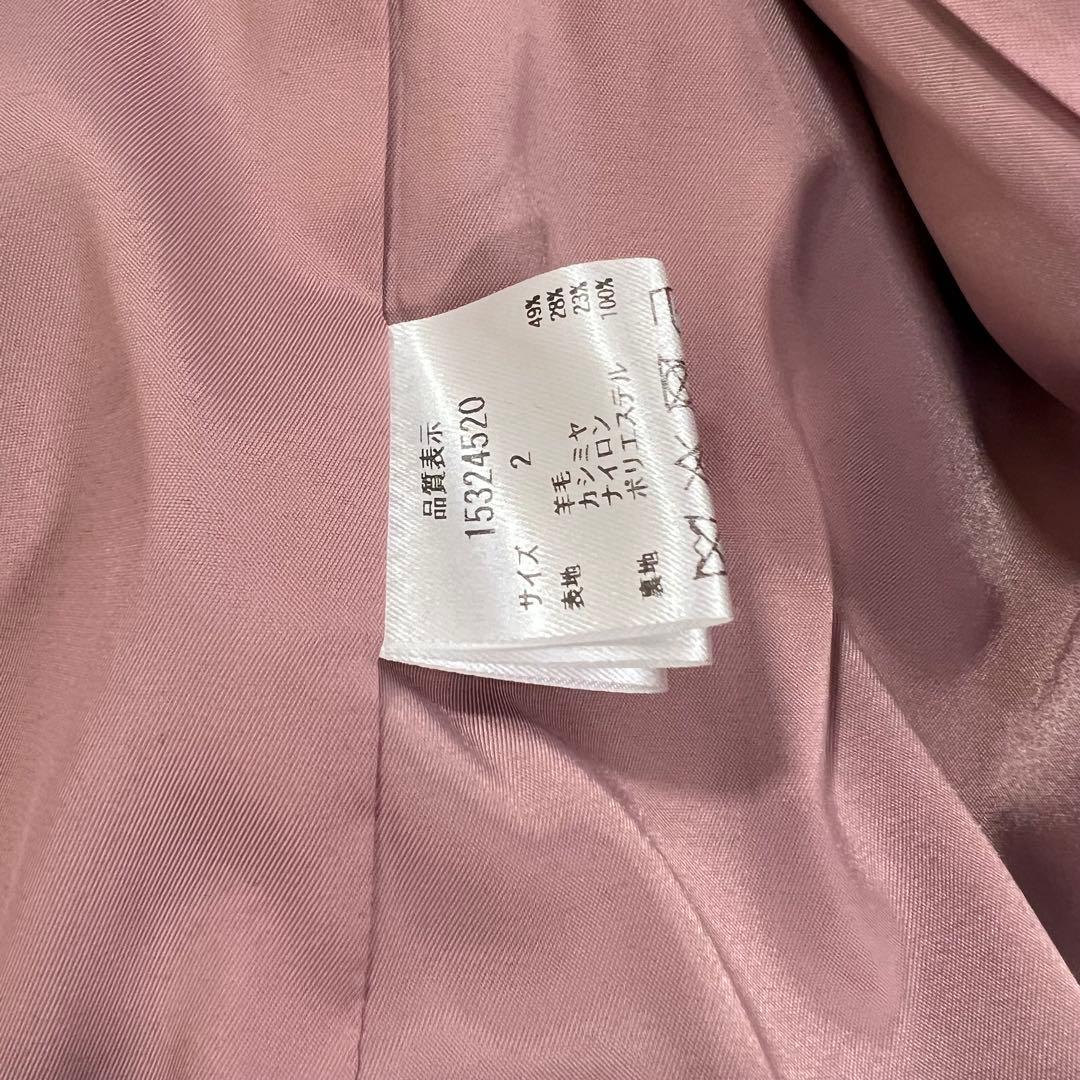 品質表示
15324520
サイズ 2
表地 羊毛 49%
カシミヤ 28%
ナイロン 23%
裏地 ポリエステル 100%